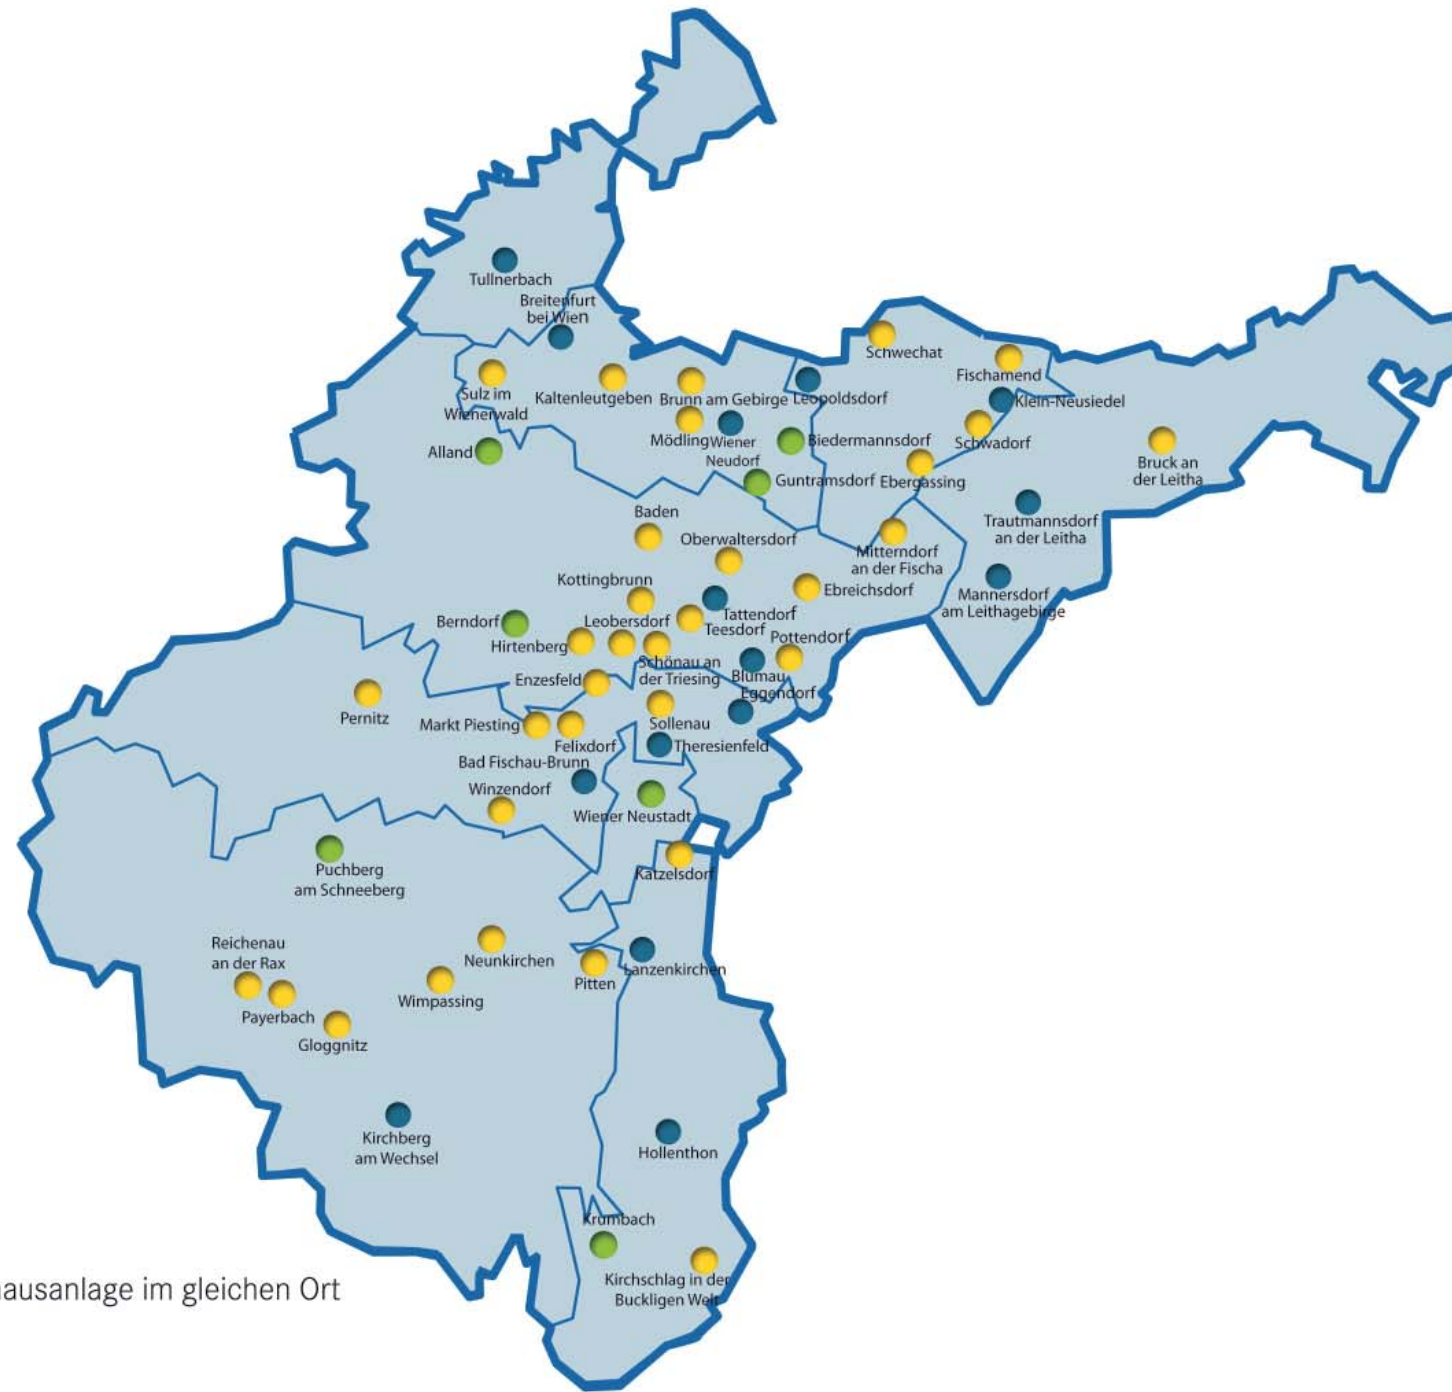 Tullnerbach
Breitenfurt
bei Wien
Schwechat
Fischamend
Sulz im
Wienerwald
Kaltenleutgeben
Brunn am Gebirge
Leopoldsdorf
Klein-Neusiedel
Alland
Mödling
Wiener
Neudorf
Biedermannsdorf
Schwadorf
Bruck an
der Leitha
Guntramsdorf
Ebergassing
Baden
Oberwaltersdorf
Mitterndorf
an der Fischa
Trautmannsdorf
an der Leitha
Kottingbrunn
Ebreichsdorf
Mannersdorf
am Leithagebirge
Berndorf
Leobersdorf
Tattendorf
Teesdorf
Hirtenberg
Pottendorf
Schönau an
der Triesing
Enzesfeld
Blumau
Eggendorf
Pernitz
Markt Piesting
Sollenau
Felixdorf
Theresienfeld
Bad Fischau-Brunn
Winzendorf
Wiener Neustadt
Puchberg
am Schneeberg
Katzelsdorf
Reichenau
an der Rax
Neunkirchen
Lanzenkirchen
Pitten
Wimpassing
Payerbach
Gloggnitz
Kirchberg
am Wechsel
Hollenthon
Krumbach
Kirchschlag in der
Buckligen Welt
ausanlage im gleichen Ort